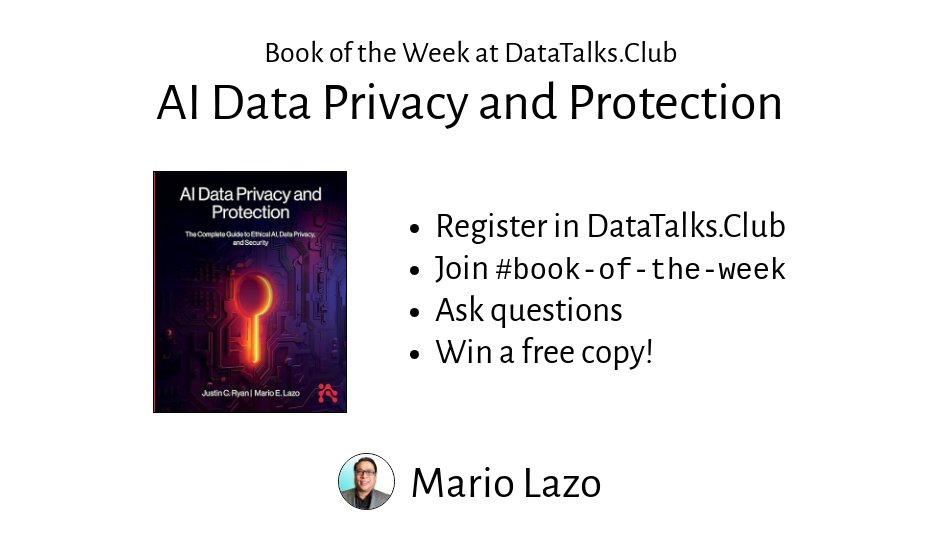 Book of the Week at DataTalks.Club
AI Data Privacy and Protection
AI Data Privacy and
Protection
The Complete Guide to Ethical AI, Data Privacy,
and Security
Justin C. Ryan | Mario E. Lazo
• Register in DataTalks.Club
• Join #book-of-the-week
• Ask questions
• Win a free copy!
Mario Lazo